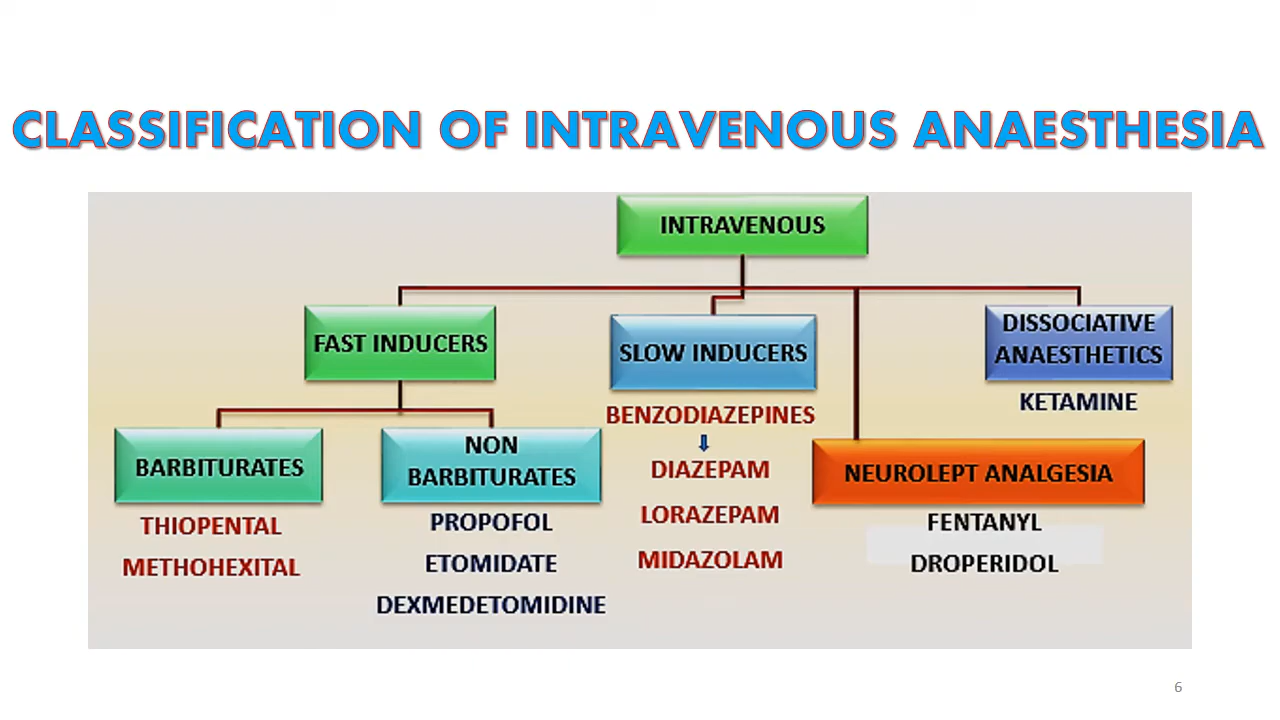 CLASSIFICATION OF INTRAVENOUS ANAESTHESIA
INTRAVENOUS
FAST INDUCERS
BARBITURATES
THIOPENTAL
METHOHEXITAL
NON
BARBITURATES
PROPOFOL
ETOMIDATE
DEXMEDETOMIDINE
SLOW INDUCERS
BENZODIAZEPINES
DIAZEPAM
LORAZEPAM
MIDAZOLAM
NEUROLEPT ANALGESIA
FENTANYL
DROPERIDOL
DISSOCIATIVE
ANAESTHETICS
KETAMINE
6